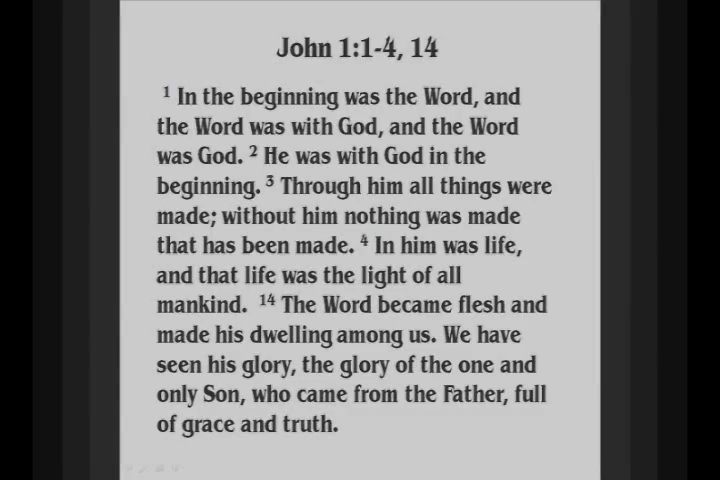 John 1:1-4, 14
¹ In the beginning was the Word, and
the Word was with God, and the Word
was God. ² He was with God in the
beginning. ³ Through him all things were
made; without him nothing was made
that has been made. ⁴ In him was life,
and that life was the light of all
mankind. ¹⁴ The Word became flesh and
made his dwelling among us. We have
seen his glory, the glory of the one and
only Son, who came from the Father, full
of grace and truth.